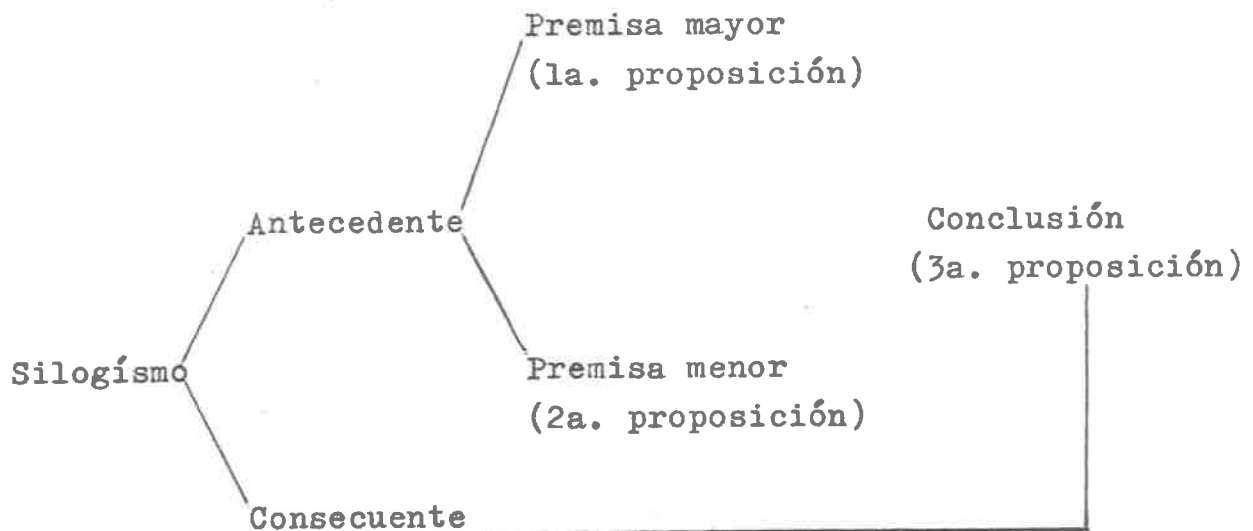 Premisa mayor
(1a. proposición)
Antecedente
Conclusión
(3a. proposición)
Silogísmo
Premisa menor
(2a. proposición)
Consecuente